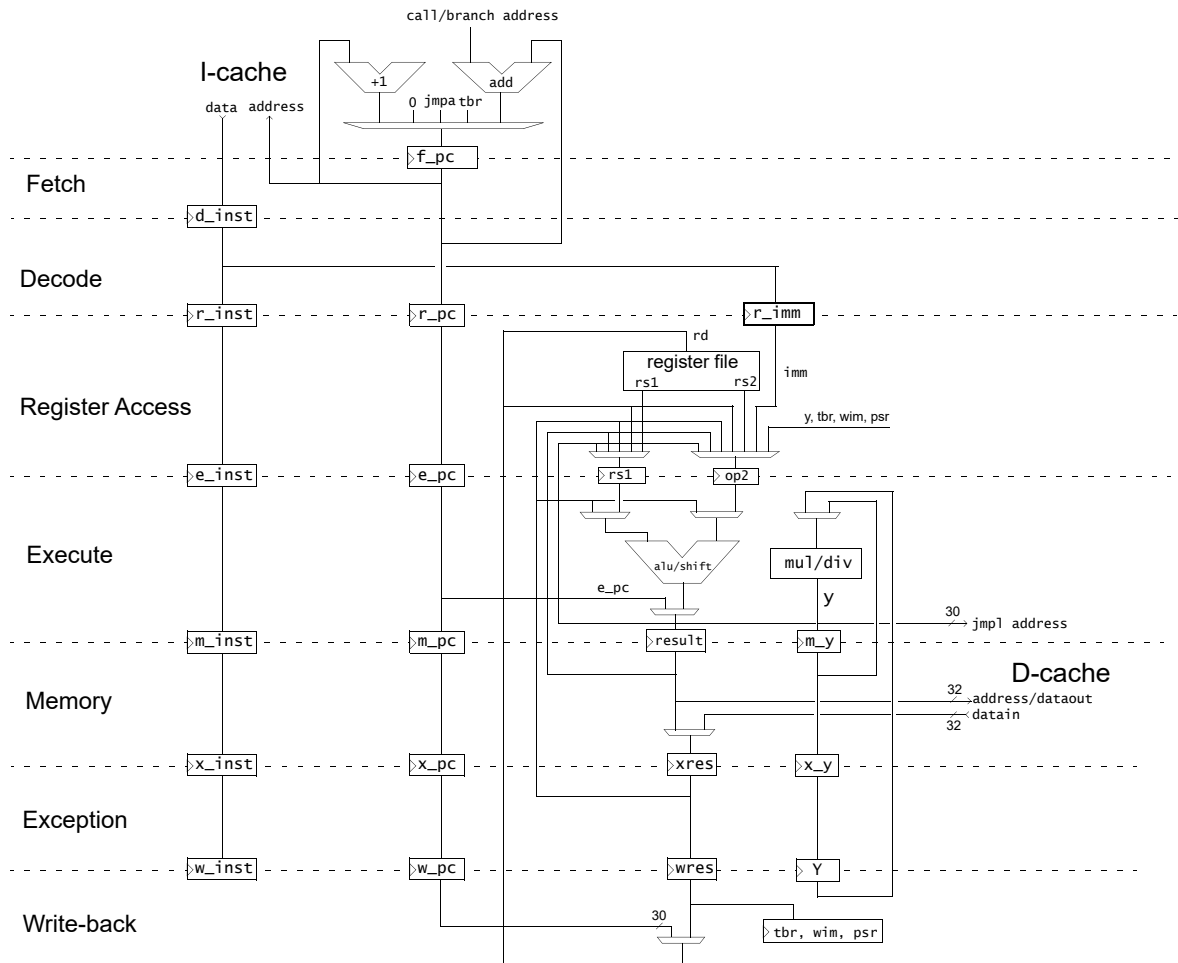 call/branch address
I-cache
+1
add
data
address
0
jmpa
tbr
f_pc
Fetch
d_inst
Decode
r_inst
r_pc
r_imm
rd
register file
rs1
rs2
imm
Register Access
y, tbr, wim, psr
e_inst
e_pc
rs1
op2
Execute
alu/shift
mul/div
e_pc
y
30
jmpl address
m_inst
m_pc
result
m_y
D-cache
Memory
32
address/dataout
datain
32
x_inst
x_pc
xres
x_y
Exception
w_inst
w_pc
wres
Y
Write-back
30
tbr, wim, psr